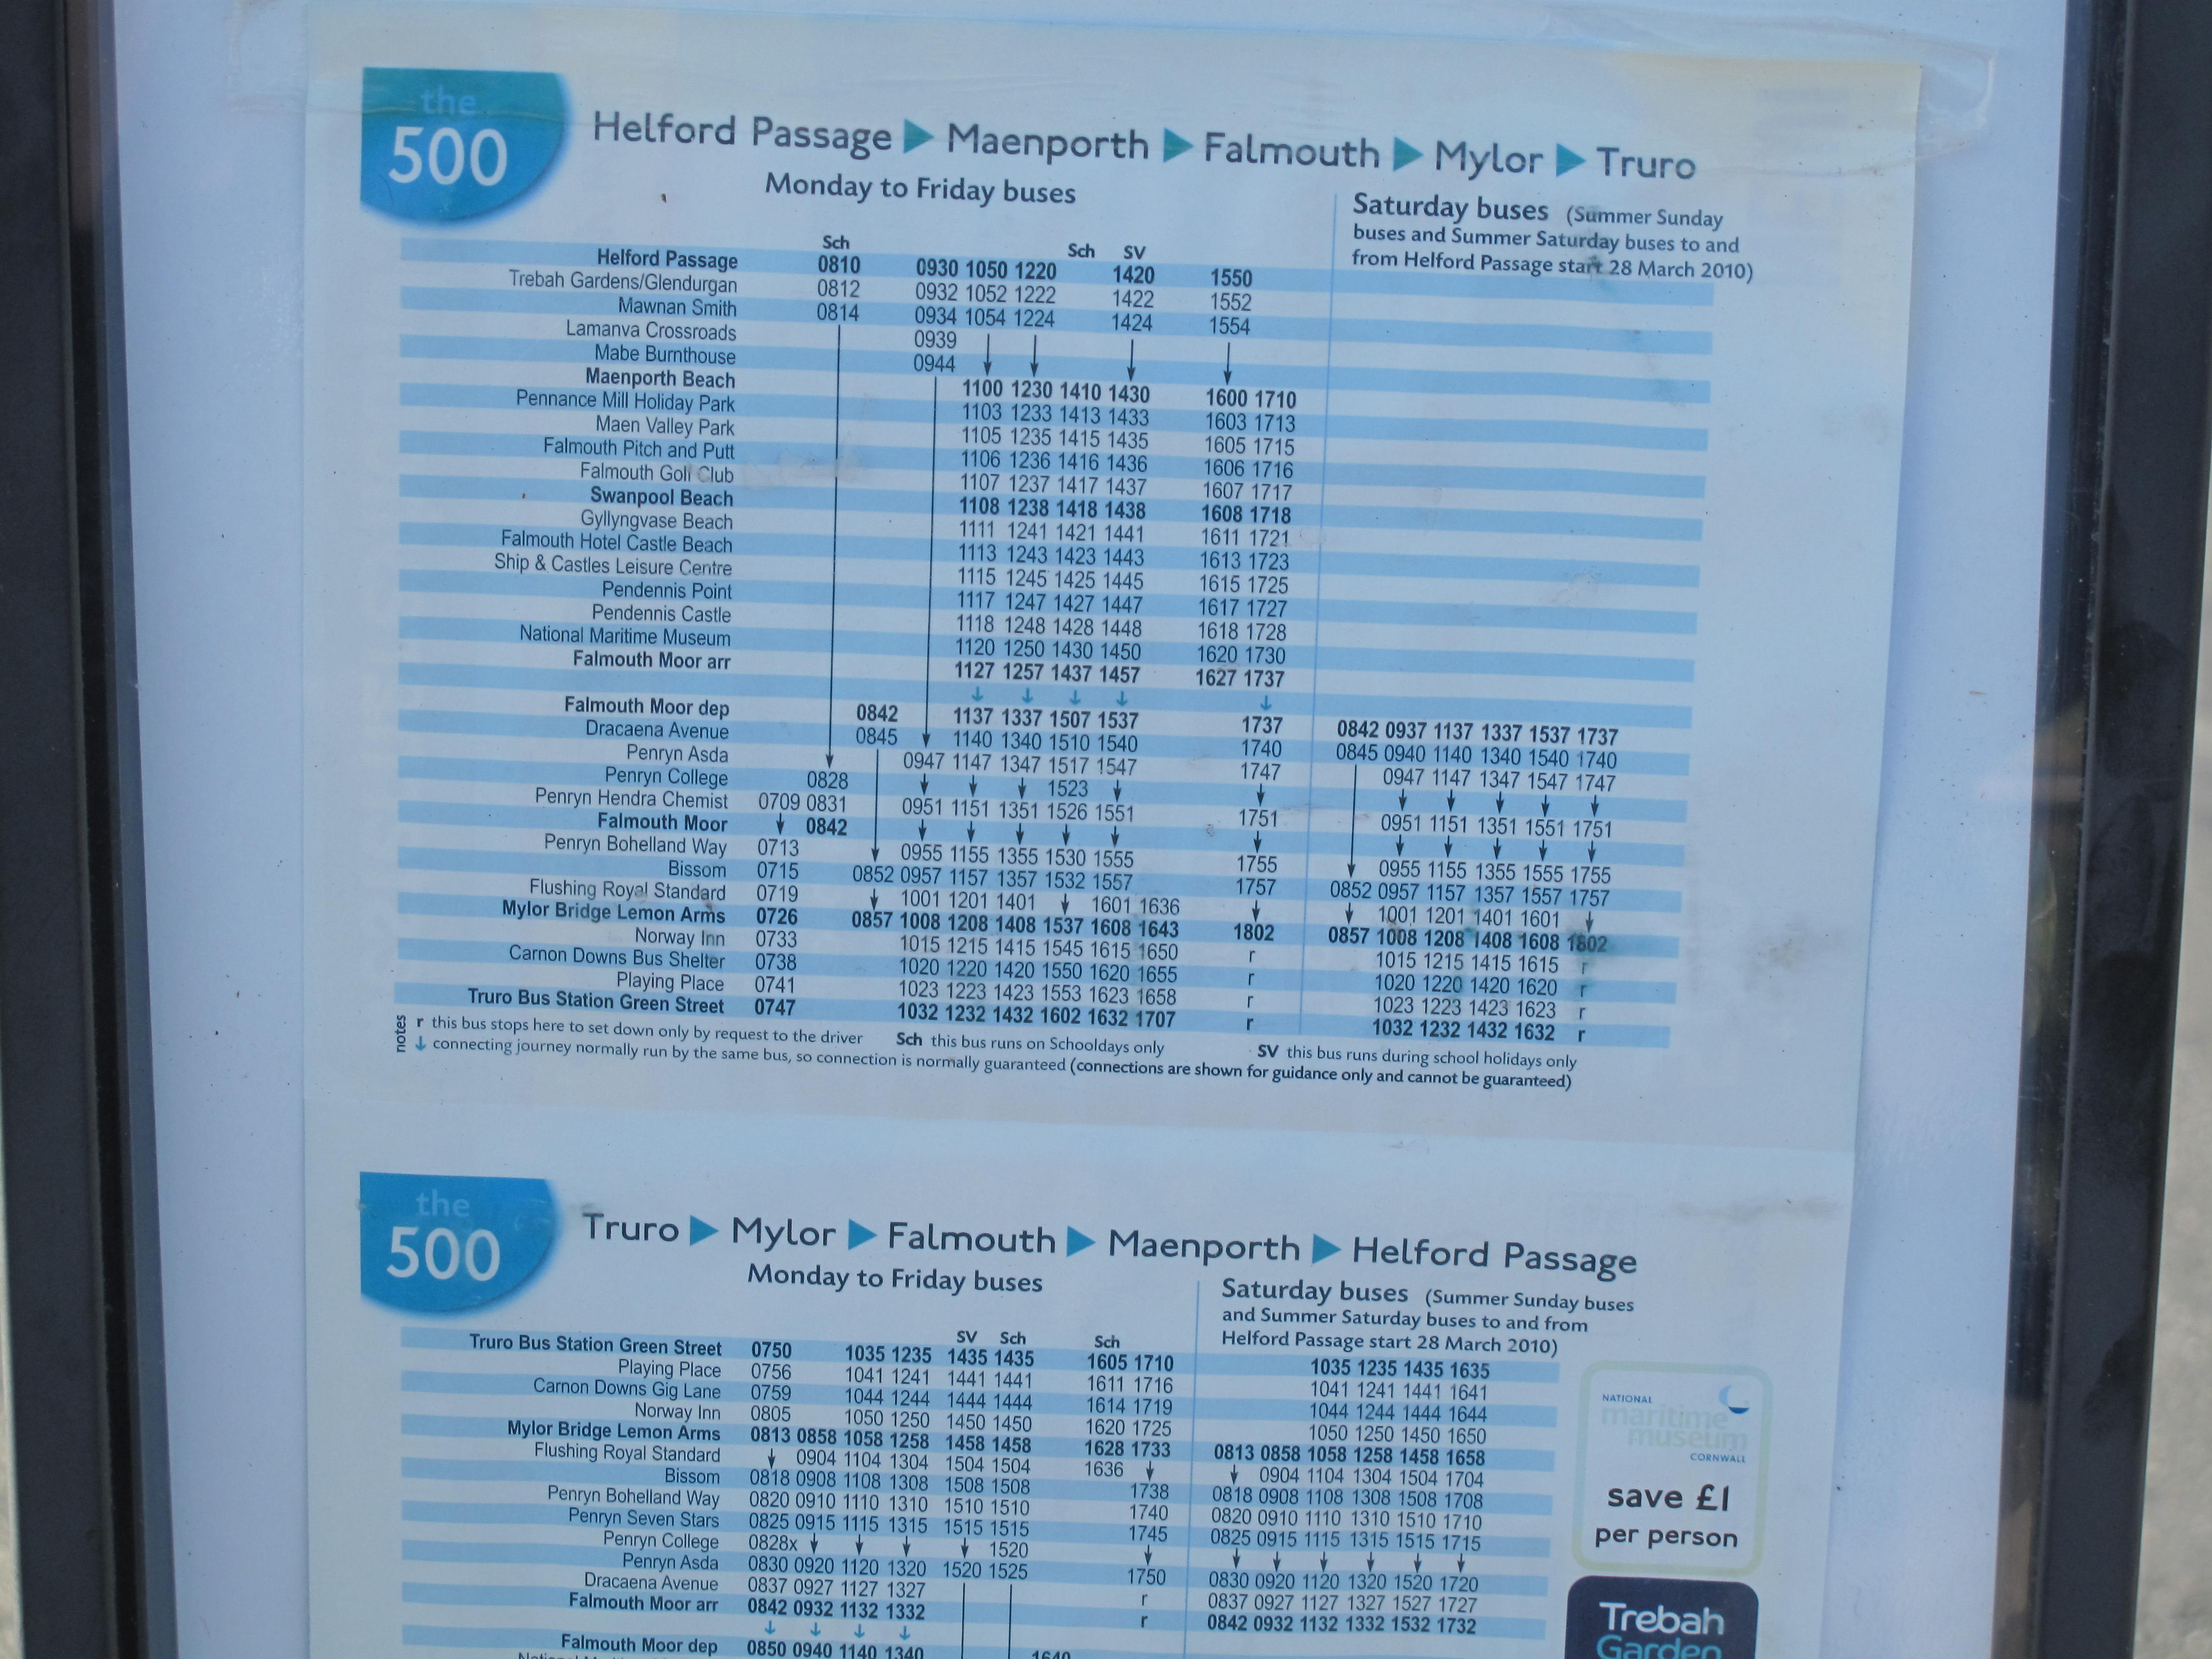 the
500
Helford Passage ▶ Maenporth ▶ Falmouth ▶ Mylor ▶ Truro
Monday to Friday buses
Saturday buses (Summer Sunday
buses and Summer Saturday buses to and
from Helford Passage start 28 March 2010)
Sch Sch SV
Helford Passage 0810 0930 1050 1220 1420 1550
Trebah Gardens/Glendurgan 0812 0932 1052 1222 1422 1552
Mawnan Smith 0814 0934 1054 1224 1424 1554
Lamanva Crossroads 0939
Mabe Burnthouse 0944
Maenporth Beach 1100 1230 1410 1430 1600 1710
Pennance Mill Holiday Park 1103 1233 1413 1433 1603 1713
Maen Valley Park 1105 1235 1415 1435 1605 1715
Falmouth Pitch and Putt 1106 1236 1416 1436 1606 1716
Falmouth Golf Club 1107 1237 1417 1437 1607 1717
Swanpool Beach 1108 1238 1418 1438 1608 1718
Gyllyngvase Beach 1111 1241 1421 1441 1611 1721
Falmouth Hotel Castle Beach 1113 1243 1423 1443 1613 1723
Ship & Castles Leisure Centre 1115 1245 1425 1445 1615 1725
Pendennis Point 1117 1247 1427 1447 1617 1727
Pendennis Castle 1118 1248 1428 1448 1618 1728
National Maritime Museum 1120 1250 1430 1450 1620 1730
Falmouth Moor arr 1127 1257 1437 1457 1627 1737
Falmouth Moor dep 0842 1137 1337 1507 1537 1737 0842 0937 1137 1337 1537 1737
Dracaena Avenue 0845 1140 1340 1510 1540 1740 0845 0940 1140 1340 1540 1740
Penryn Asda 0947 1147 1347 1517 1547 1747 0947 1147 1347 1547 1747
Penryn College 0828 1523
Penryn Hendra Chemist 0709 0831 0951 1151 1351 1526 1551 1751 0951 1151 1351 1551 1751
Falmouth Moor 0842
Penryn Bohelland Way 0713 0955 1155 1355 1530 1555 1755 0955 1155 1355 1555 1755
Bissom 0715 0852 0957 1157 1357 1532 1557 1757 0852 0957 1157 1357 1557 1757
Flushing Royal Standard 0719 1001 1201 1401 1601 1636 1001 1201 1401 1601
Mylor Bridge Lemon Arms 0726 0857 1008 1208 1408 1537 1608 1643 1802 0857 1008 1208 1408 1608 1802
Norway Inn 0733 1015 1215 1415 1545 1615 1650 r 1015 1215 1415 1615 r
Carnon Downs Bus Shelter 0738 1020 1220 1420 1550 1620 1655 r 1020 1220 1420 1620 r
Playing Place 0741 1023 1223 1423 1553 1623 1658 r 1023 1223 1423 1623 r
Truro Bus Station Green Street 0747 1032 1232 1432 1602 1632 1707 r 1032 1232 1432 1632 r
notes
r this bus stops here to set down only by request to the driver Sch this bus runs on Schooldays only SV this bus runs during school holidays only
↓ connecting journey normally run by the same bus, so connection is normally guaranteed (connections are shown for guidance only and cannot be guaranteed)
the
500
Truro ▶ Mylor ▶ Falmouth ▶ Maenporth ▶ Helford Passage
Monday to Friday buses
Saturday buses (Summer Sunday buses
and Summer Saturday buses to and from
Helford Passage start 28 March 2010)
SV Sch Sch
Truro Bus Station Green Street 0750 1035 1235 1435 1435 1605 1710 1035 1235 1435 1635
Playing Place 0756 1041 1241 1441 1441 1611 1716 1041 1241 1441 1641
Carnon Downs Gig Lane 0759 1044 1244 1444 1444 1614 1719 1044 1244 1444 1644
Norway Inn 0805 1050 1250 1450 1450 1620 1725 1050 1250 1450 1650
Mylor Bridge Lemon Arms 0813 0858 1058 1258 1458 1458 1628 1733 0813 0858 1058 1258 1458 1658
Flushing Royal Standard 0904 1104 1304 1504 1504 1636 0904 1104 1304 1504 1704
Bissom 0818 0908 1108 1308 1508 1508 1738 0818 0908 1108 1308 1508 1708
Penryn Bohelland Way 0820 0910 1110 1310 1510 1510 1740 0820 0910 1110 1310 1510 1710
Penryn Seven Stars 0825 0915 1115 1315 1515 1515 1745 0825 0915 1115 1315 1515 1715
Penryn College 0828x 1520
Penryn Asda 0830 0920 1120 1320 1520 1525 1750 0830 0920 1120 1320 1520 1720
Dracaena Avenue 0837 0927 1127 1327 r 0837 0927 1127 1327 1527 1727
Falmouth Moor arr 0842 0932 1132 1332 r 0842 0932 1132 1332 1532 1732
Falmouth Moor dep 0850 0940 1140 1340
1640
NATIONAL
maritime
museum
CORNWALL
save £1
per person
Trebah
Garden